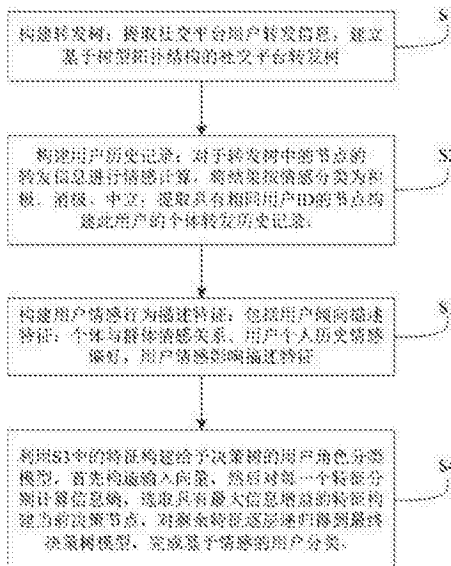 S
构建转发树：提取社交平台用户转发信息，建立
基于树型拓扑结构的社交平台转发树
S2
构建用户历史记录：对于转发树中的节点的
转发信息进行情感计算，将结果按情感分类为积
极、消极、中立；提取具有相同用户ID的节点构
造此用户的个体转发历史记录。
S
构建用户情感行为描述特征：包括用户倾向描述
特征：个体与群体情感关系、用户个人历史情感
偏好，用户情感影响描述特征
S4
利用S3中的特征构建给予决策树的用户角色分类
模型，首先构造输入向量，然后对每一个特征分
别计算信息熵，选取具有最大信息增益的特征构
建当前决策节点，对剩余特征逐层递归得到最终
决策树模型，完成基于情感的用户分类。